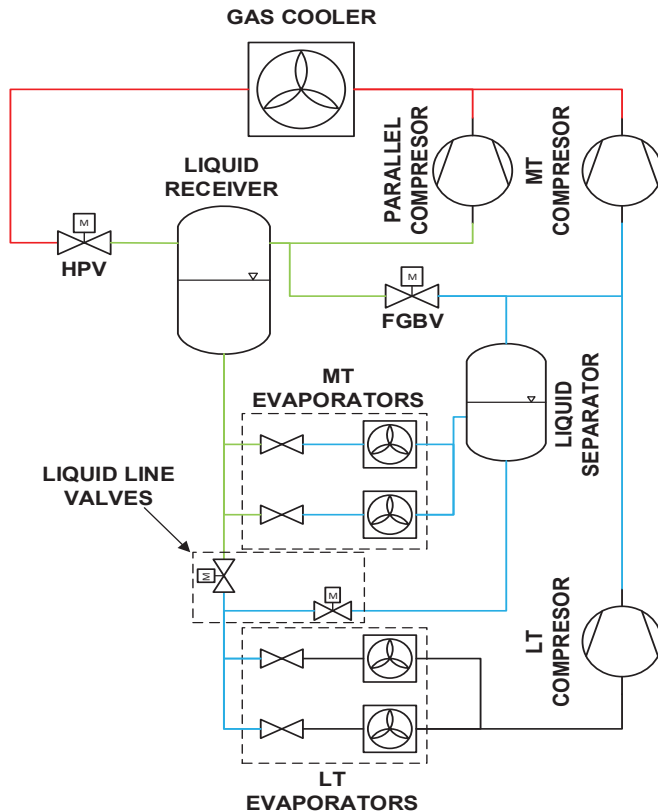 GAS COOLER
LIQUID
RECEIVER
PARALLEL
COMPRESOR
MT
COMPRESOR
M
HPV
M
FGBV
MT
EVAPORATORS
LIQUID
SEPARATOR
LIQUID LINE
VALVES
M
M
LT
COMPRESOR
LT
EVAPORATORS